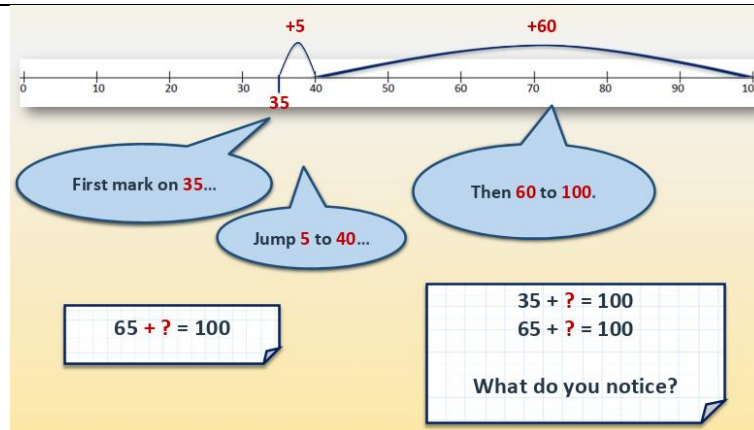 +5
+60
0 10 20 30 40 50 60 70 80 90 10
35
First mark on 35...
Jump 5 to 40...
Then 60 to 100.
65 + ? = 100
35 + ? = 100
65 + ? = 100
What do you notice?